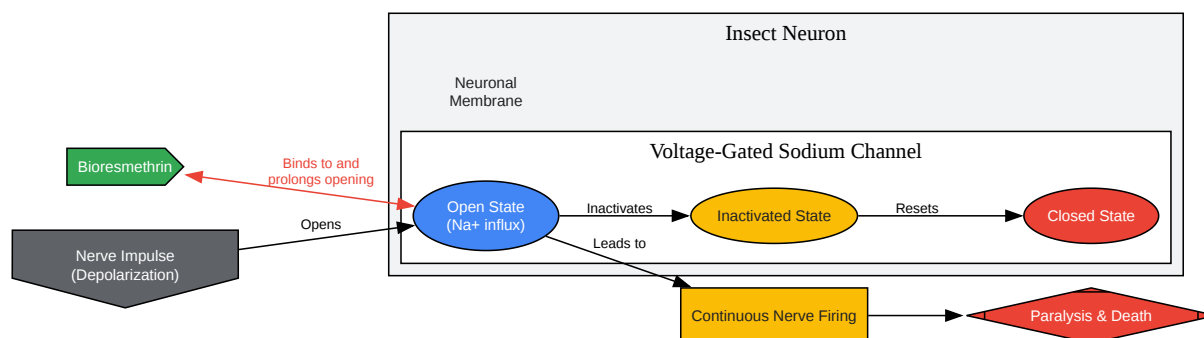 Insect Neuron
Neuronal
Membrane
Voltage-Gated Sodium Channel
Bioresmethrin
Binds to and
prolongs opening
Nerve Impulse
(Depolarization)
Opens
Open State
(Na+ influx)
Inactivates
Inactivated State
Resets
Closed State
Leads to
Continuous Nerve Firing
Paralysis & Death